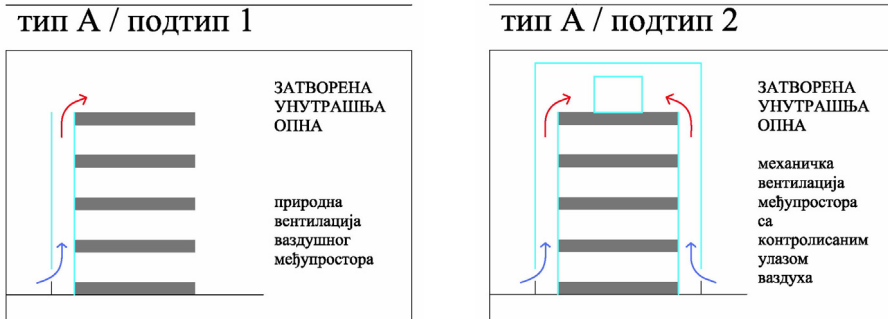 тип А / подтип 1
ЗАТВОРЕНА
УНУТРАШЊА
ОПНА
природна
вентилација
ваздушног
међупростора
тип А / подтип 2
ЗАТВОРЕНА
УНУТРАШЊА
ОПНА
механичка
вентилација
међупростора
са
контролисаним
улазом
ваздуха